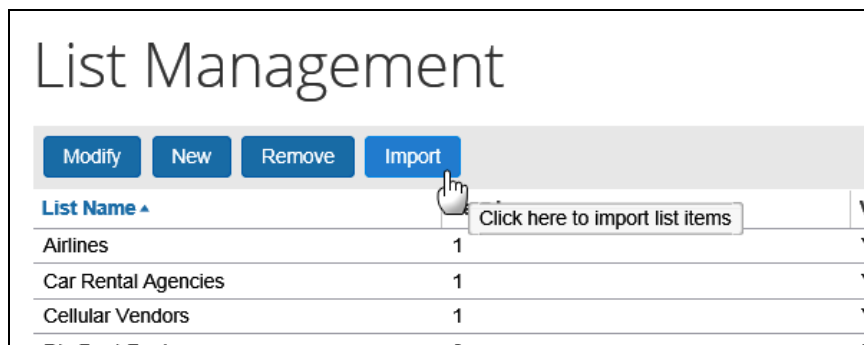 List Management
Modify New Remove Import
List Name
Click here to import list items
Airlines 1
Car Rental Agencies 1
Cellular Vendors 1